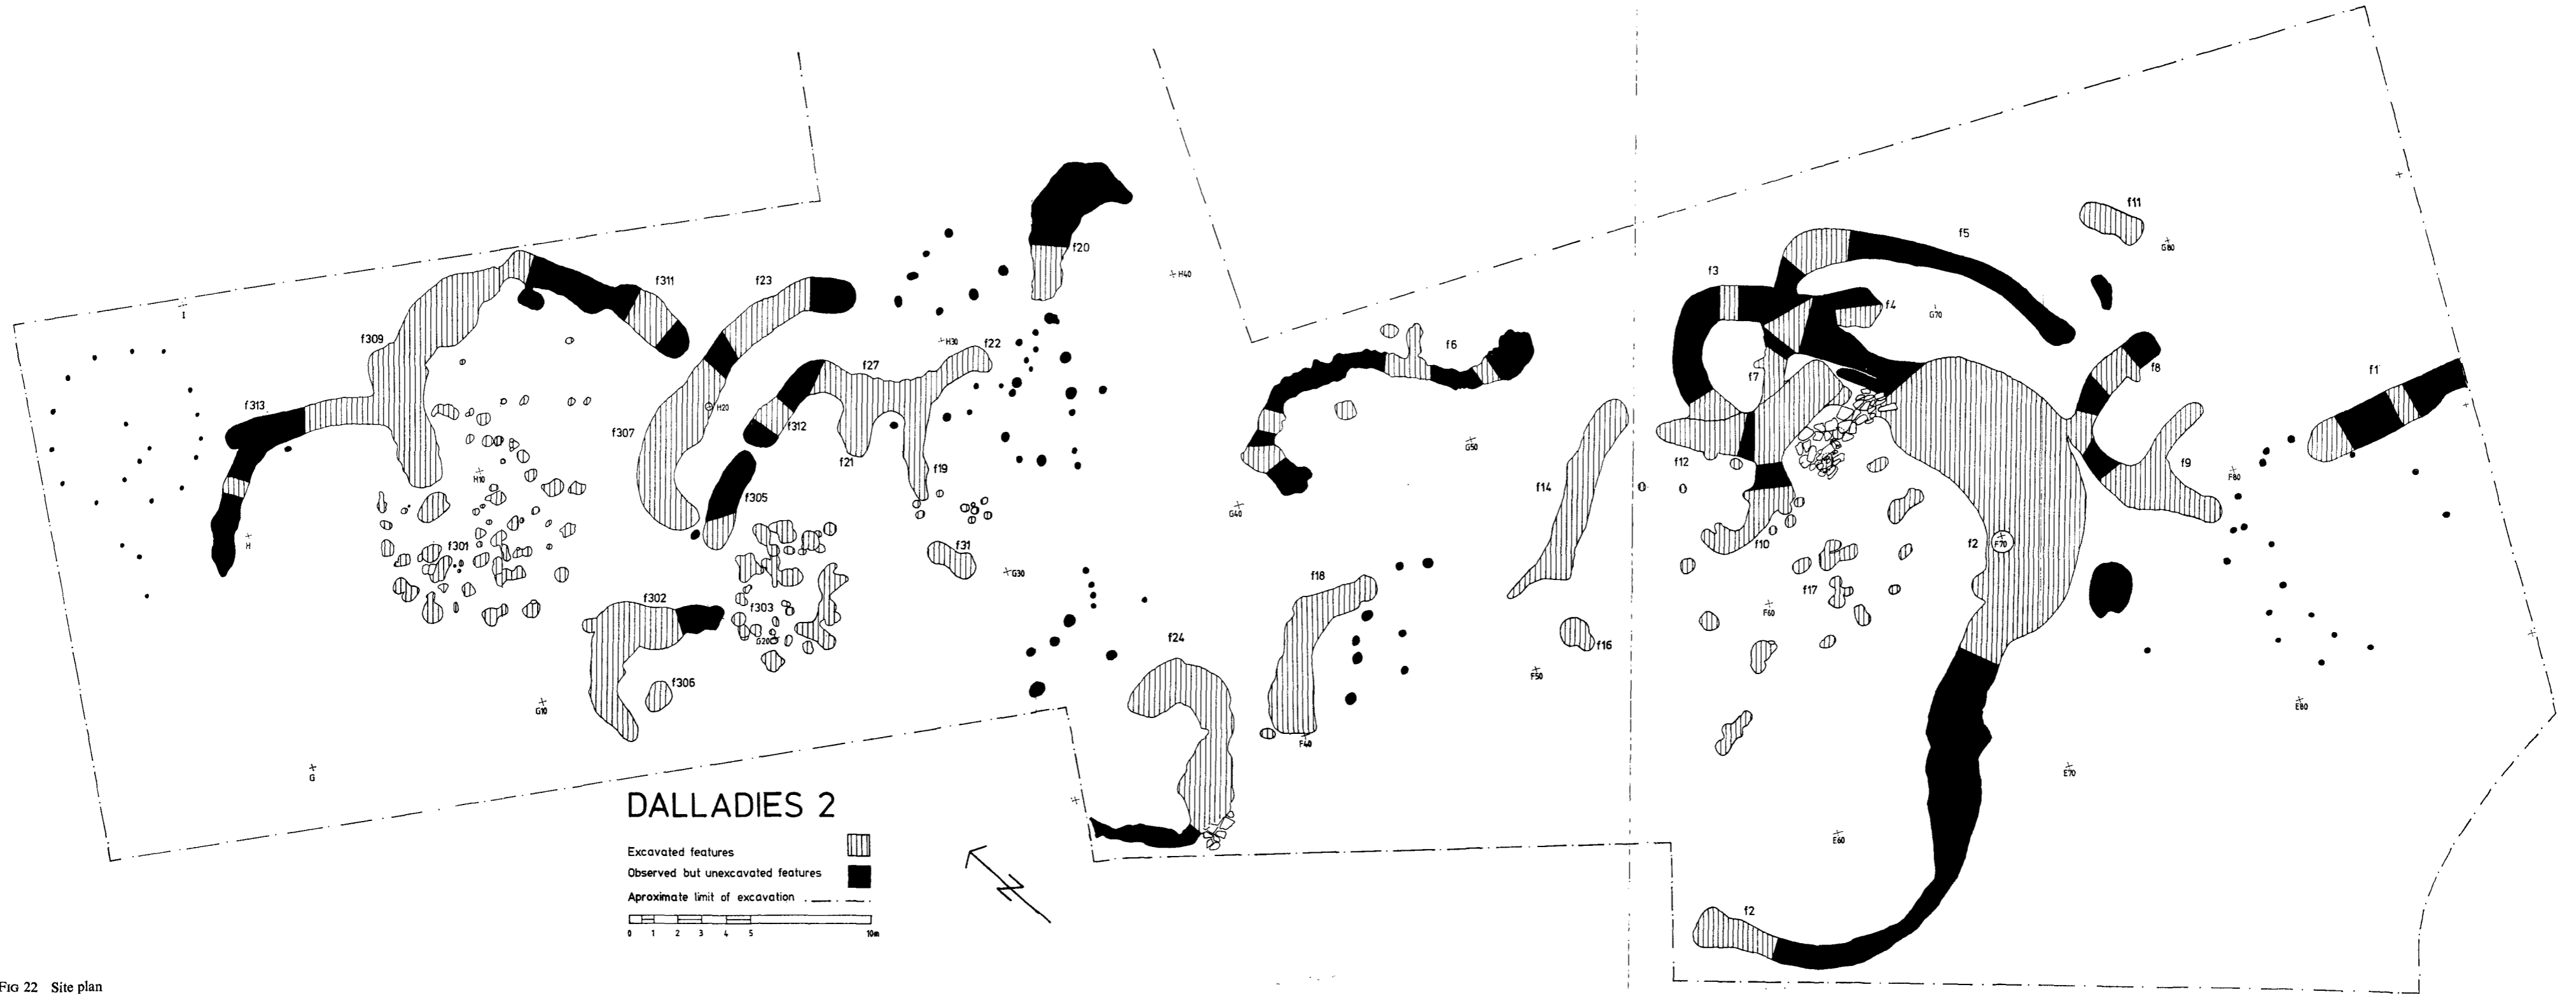 f11
G80
f5
f20
H40
f3
f311
f23
f4
G70
I
f309
H30
f22
f6
f27
f7
f8
f1
f313
H20
f307
f312
G50
f12
f9
f21
f19
F80
H10
f305
f14
G40
H
f301
f31
G30
f10
f2
F70
f18
f17
F60
f302
f303
G20
f24
f16
F50
f306
G10
E80
F40
G
E70
DALLADIES 2
E60
Excavated features
Observed but unexcavated features
Aproximate limit of excavation
0 1 2 3 4 5 10m
f2
FIG 22 Site plan